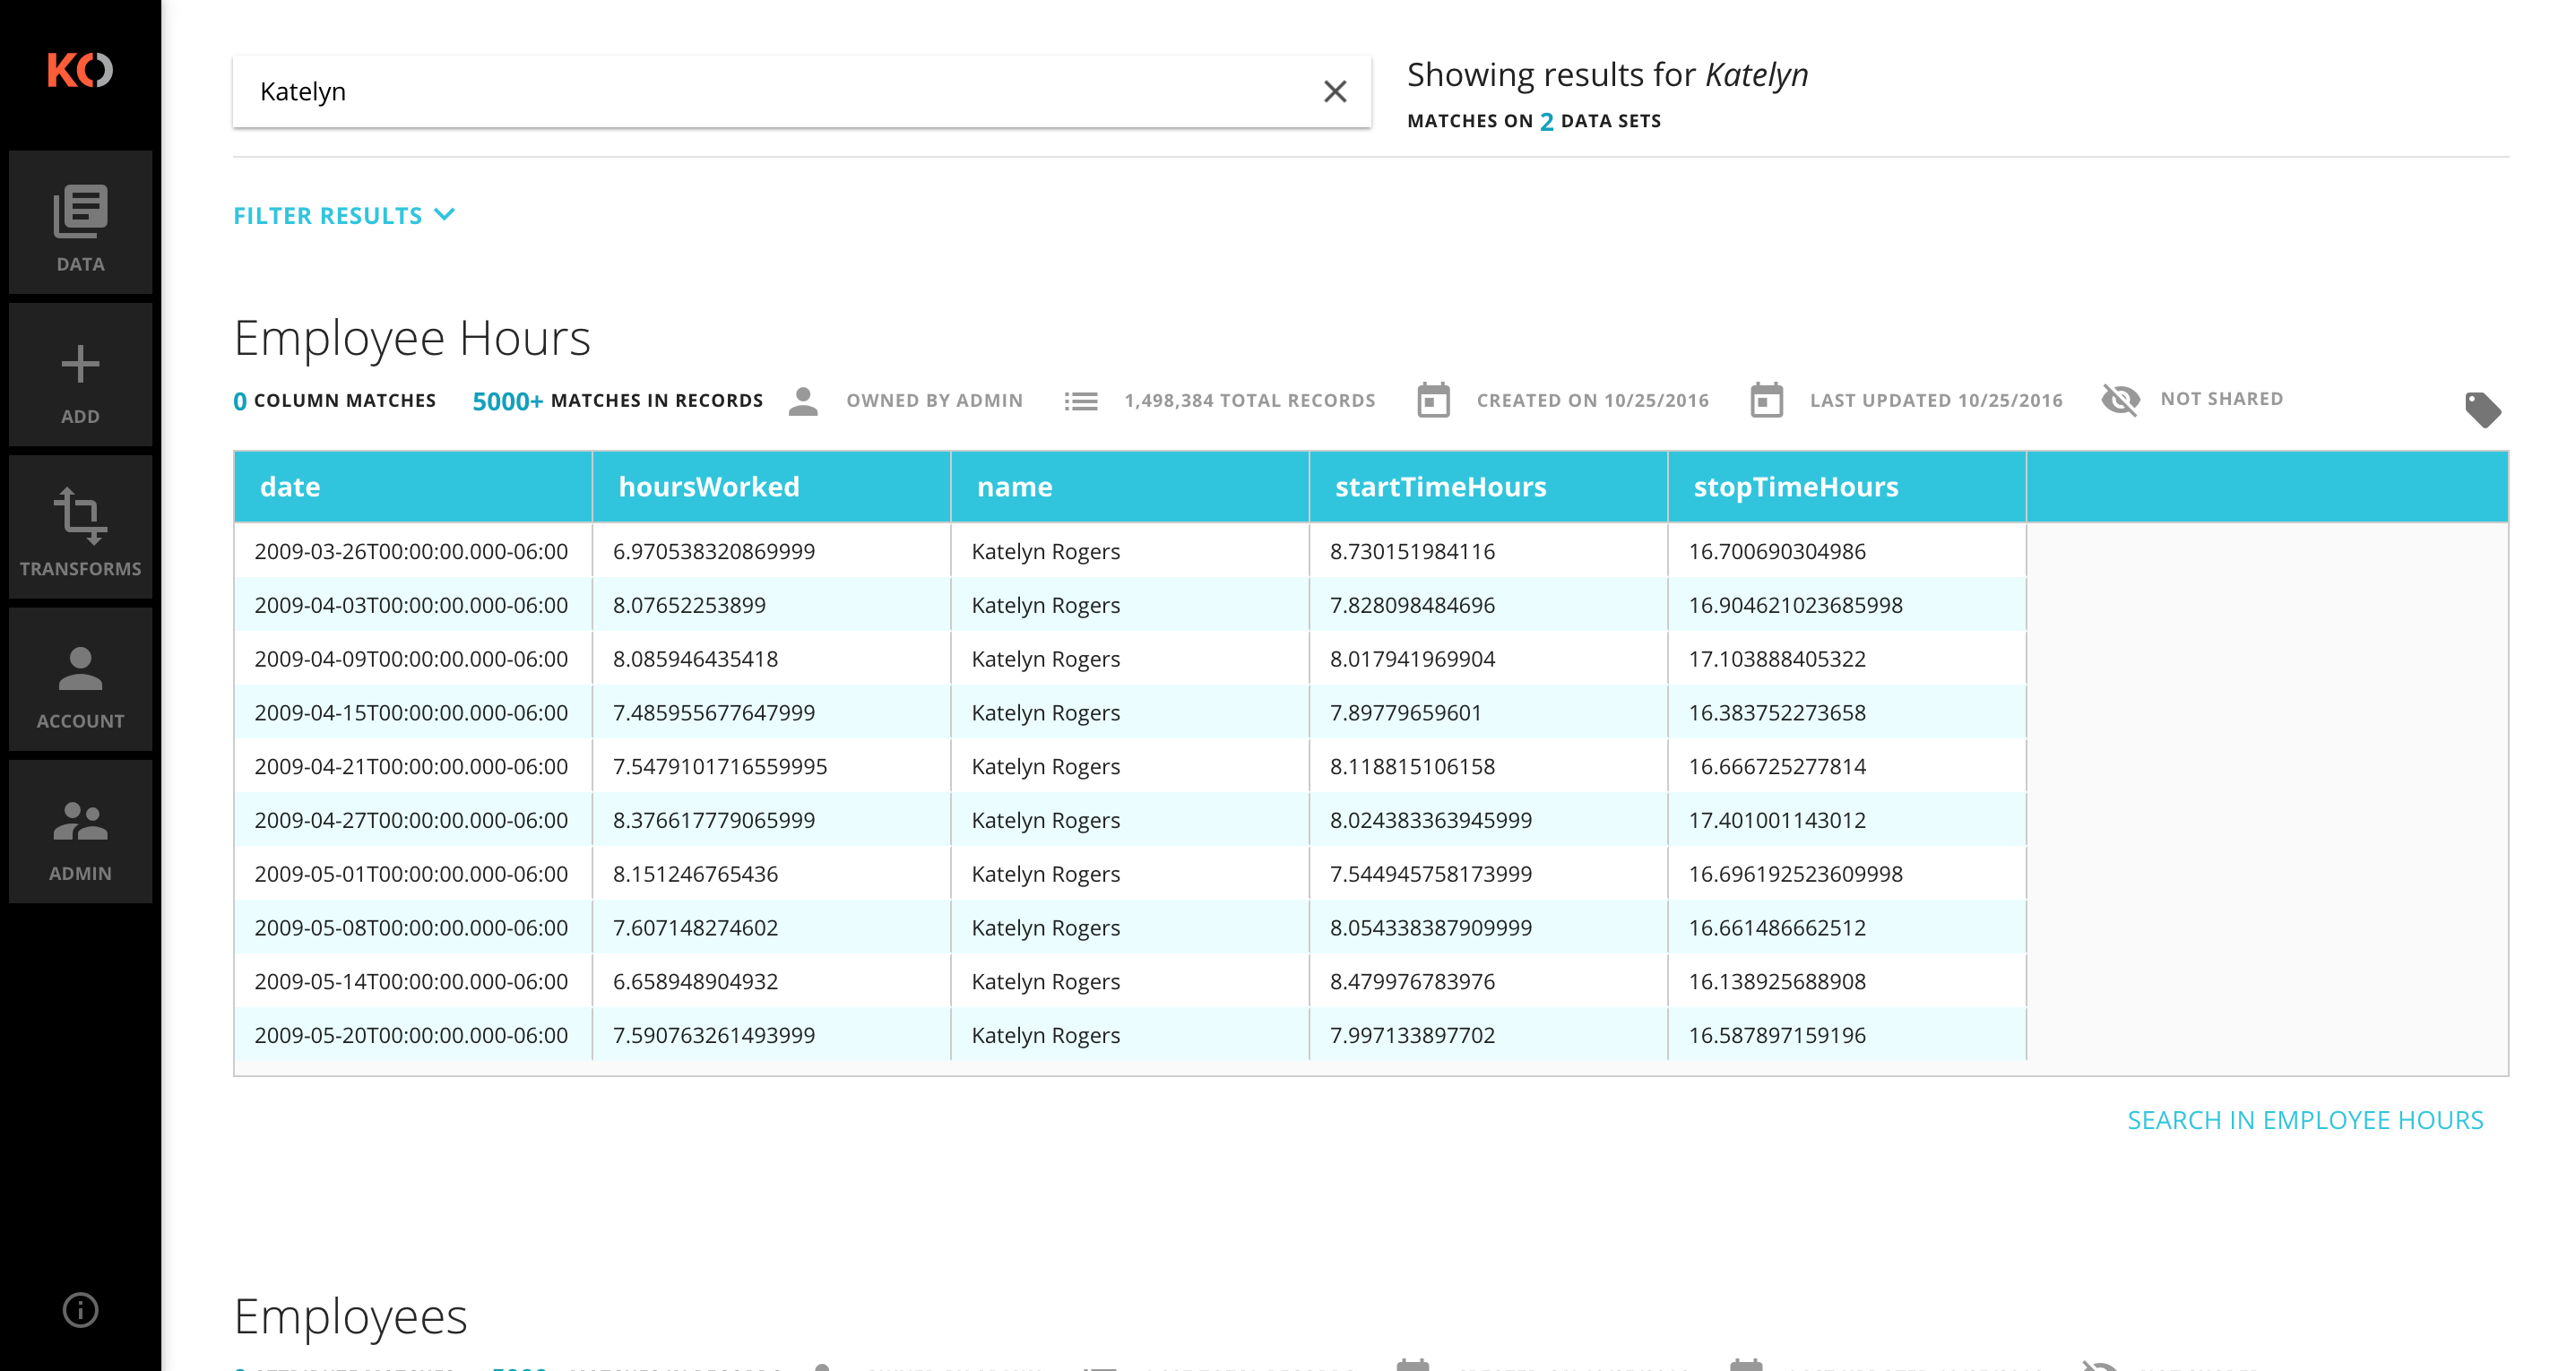 KO
Katelyn
Showing results for Katelyn
MATCHES ON 2 DATA SETS
DATA
ADD
TRANSFORMS
ACCOUNT
ADMIN
FILTER RESULTS
Employee Hours
0 COLUMN MATCHES 5000+ MATCHES IN RECORDS OWNED BY ADMIN 1,498,384 TOTAL RECORDS CREATED ON 10/25/2016 LAST UPDATED 10/25/2016 NOT SHARED
date hoursWorked name startTimeHours stopTimeHours
2009-03-26T00:00:00.000-06:00 6.970538320869999 Katelyn Rogers 8.730151984116 16.700690304986
2009-04-03T00:00:00.000-06:00 8.07652253899 Katelyn Rogers 7.828098484696 16.904621023685998
2009-04-09T00:00:00.000-06:00 8.085946435418 Katelyn Rogers 8.017941969904 17.103888405322
2009-04-15T00:00:00.000-06:00 7.485955677647999 Katelyn Rogers 7.89779659601 16.383752273658
2009-04-21T00:00:00.000-06:00 7.5479101716559995 Katelyn Rogers 8.118815106158 16.666725277814
2009-04-27T00:00:00.000-06:00 8.376617779065999 Katelyn Rogers 8.024383363945999 17.401001143012
2009-05-01T00:00:00.000-06:00 8.151246765436 Katelyn Rogers 7.544945758173999 16.696192523609998
2009-05-08T00:00:00.000-06:00 7.607148274602 Katelyn Rogers 8.054338387909999 16.661486662512
2009-05-14T00:00:00.000-06:00 6.658948904932 Katelyn Rogers 8.479976783976 16.138925688908
2009-05-20T00:00:00.000-06:00 7.590763261493999 Katelyn Rogers 7.997133897702 16.587897159196
SEARCH IN EMPLOYEE HOURS
Employees